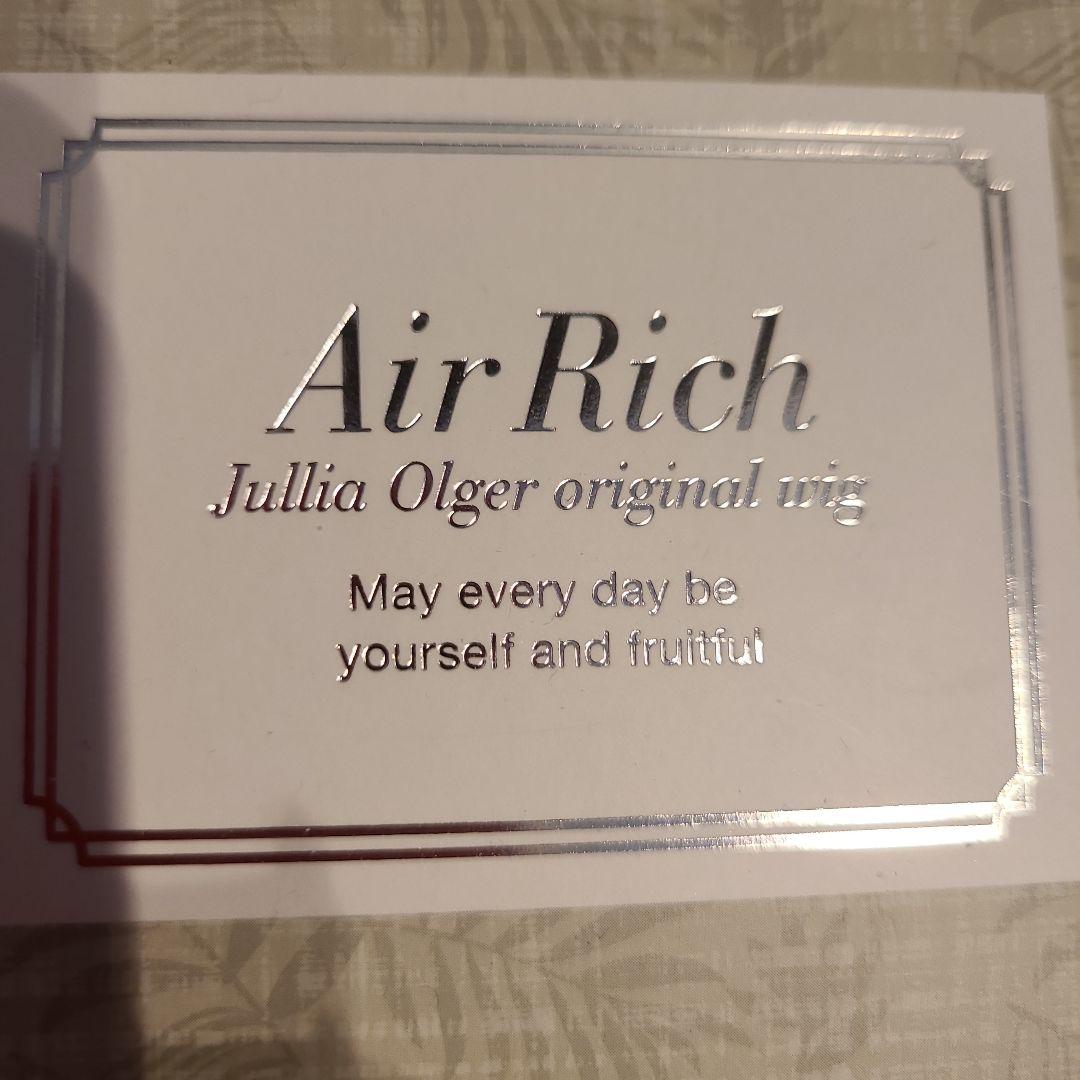 Air Rich
Jullia Olger original wig
May every day be
yourself and fruitful